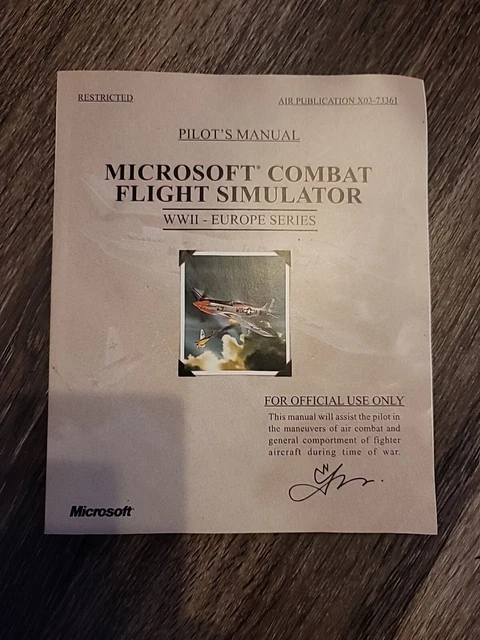 RESTRICTED
AIR PUBLICATION X03-73361
PILOT'S MANUAL
MICROSOFT® COMBAT
FLIGHT SIMULATOR
WWII - EUROPE SERIES
FOR OFFICIAL USE ONLY
This manual will assist the pilot in
the maneuvers of air combat and
general comportment of fighter
aircraft during time of war.
Microsoft